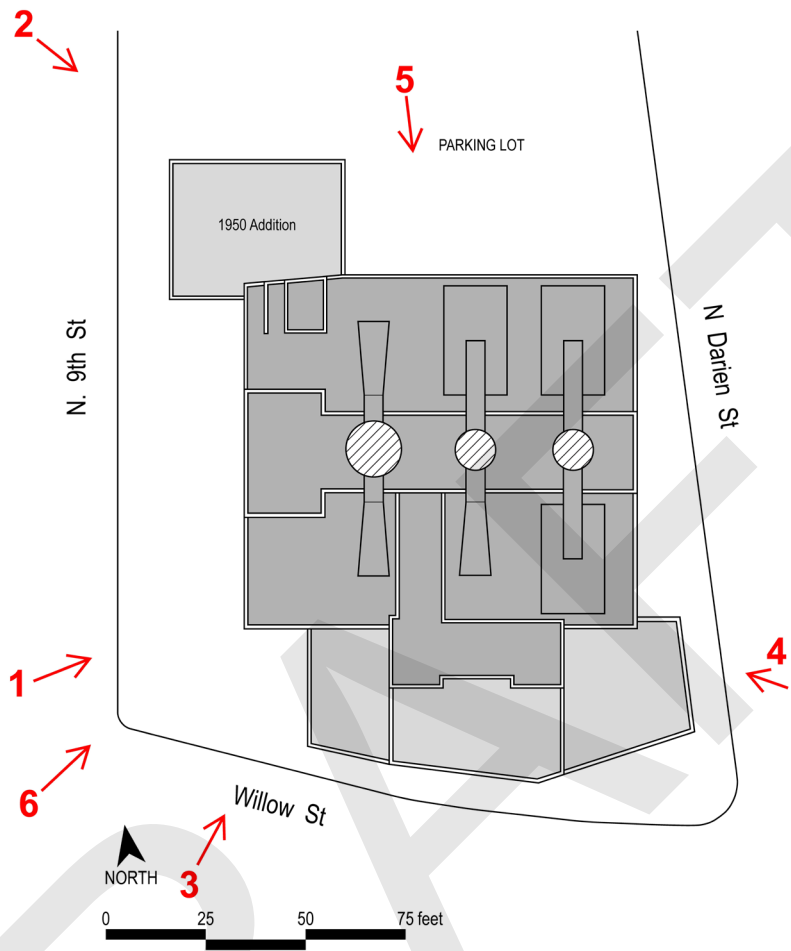 2
5
PARKING LOT
1950 Addition
N. 9th St
N Darien St
1
4
6
Willow St
3
NORTH
0 25 50 75 feet
DRAFT